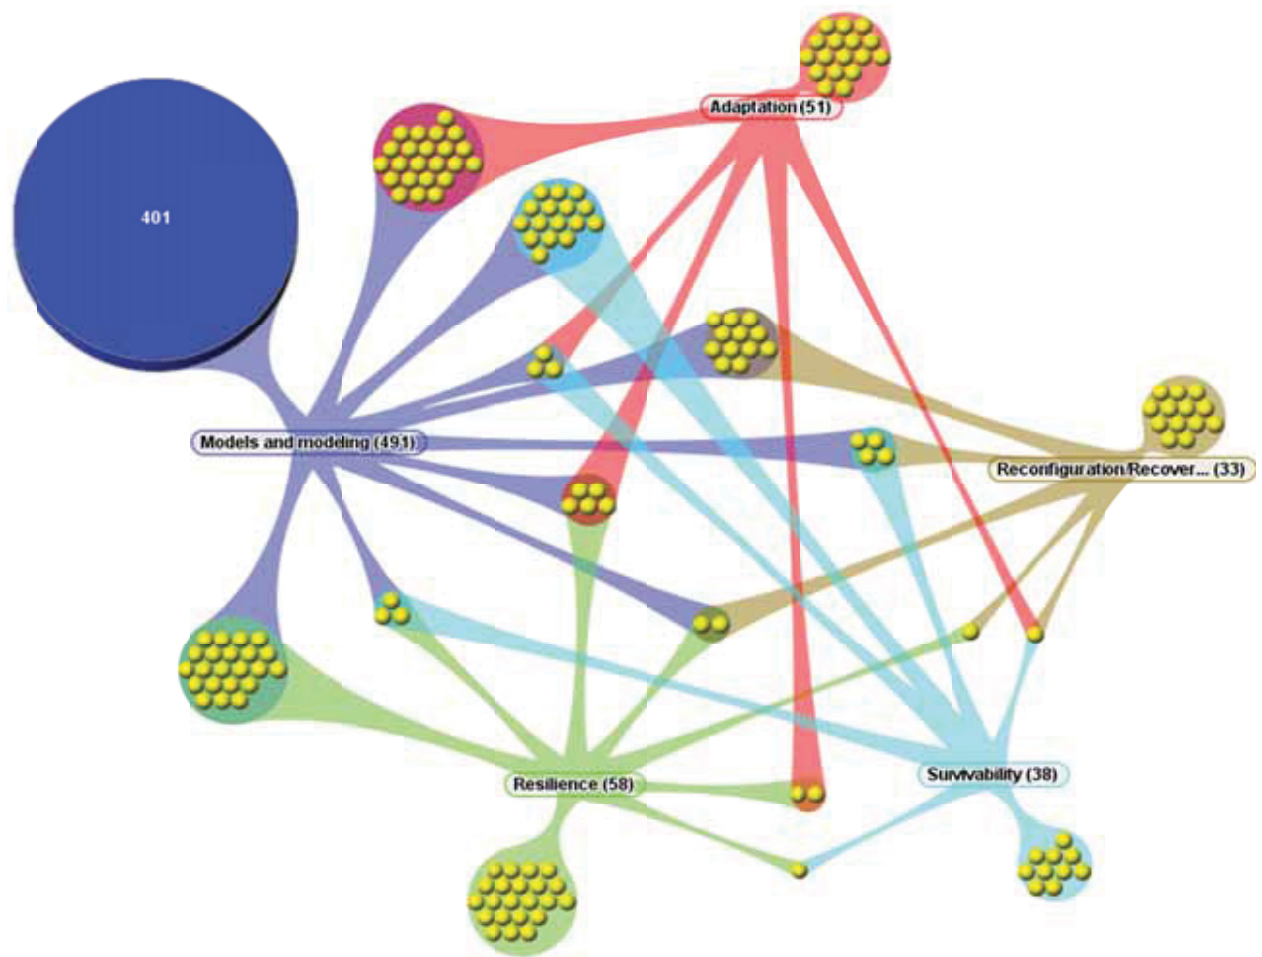 Adaptation (51)
401
Models and modeling (491)
Reconfiguration/Recover... (33)
Survivability (38)
Resilience (58)